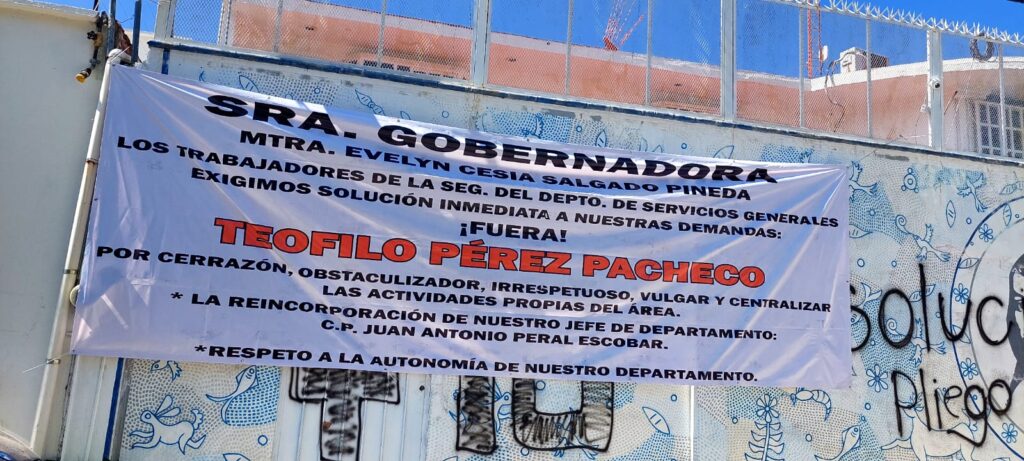 SRA. GOBERNADORA
MTRA. EVELYN CESIA SALGADO PINEDA
LOS TRABAJADORES DE LA SEG. DEL DEPTO. DE SERVICIOS GENERALES
EXIGIMOS SOLUCIÓN INMEDIATA A NUESTRAS DEMANDAS:
¡FUERA!
TEOFILO PÉREZ PACHECO
POR CERRAZÓN, OBSTACULIZADOR, IRRESPETUOSO, VULGAR Y CENTRALIZAR
LAS ACTIVIDADES PROPIAS DEL ÁREA.
* LA REINCORPORACIÓN DE NUESTRO JEFE DE DEPARTAMENTO:
C.P. JUAN ANTONIO PERAL ESCOBAR.
*RESPETO A LA AUTONOMÍA DE NUESTRO DEPARTAMENTO.
Soluc
Pliego